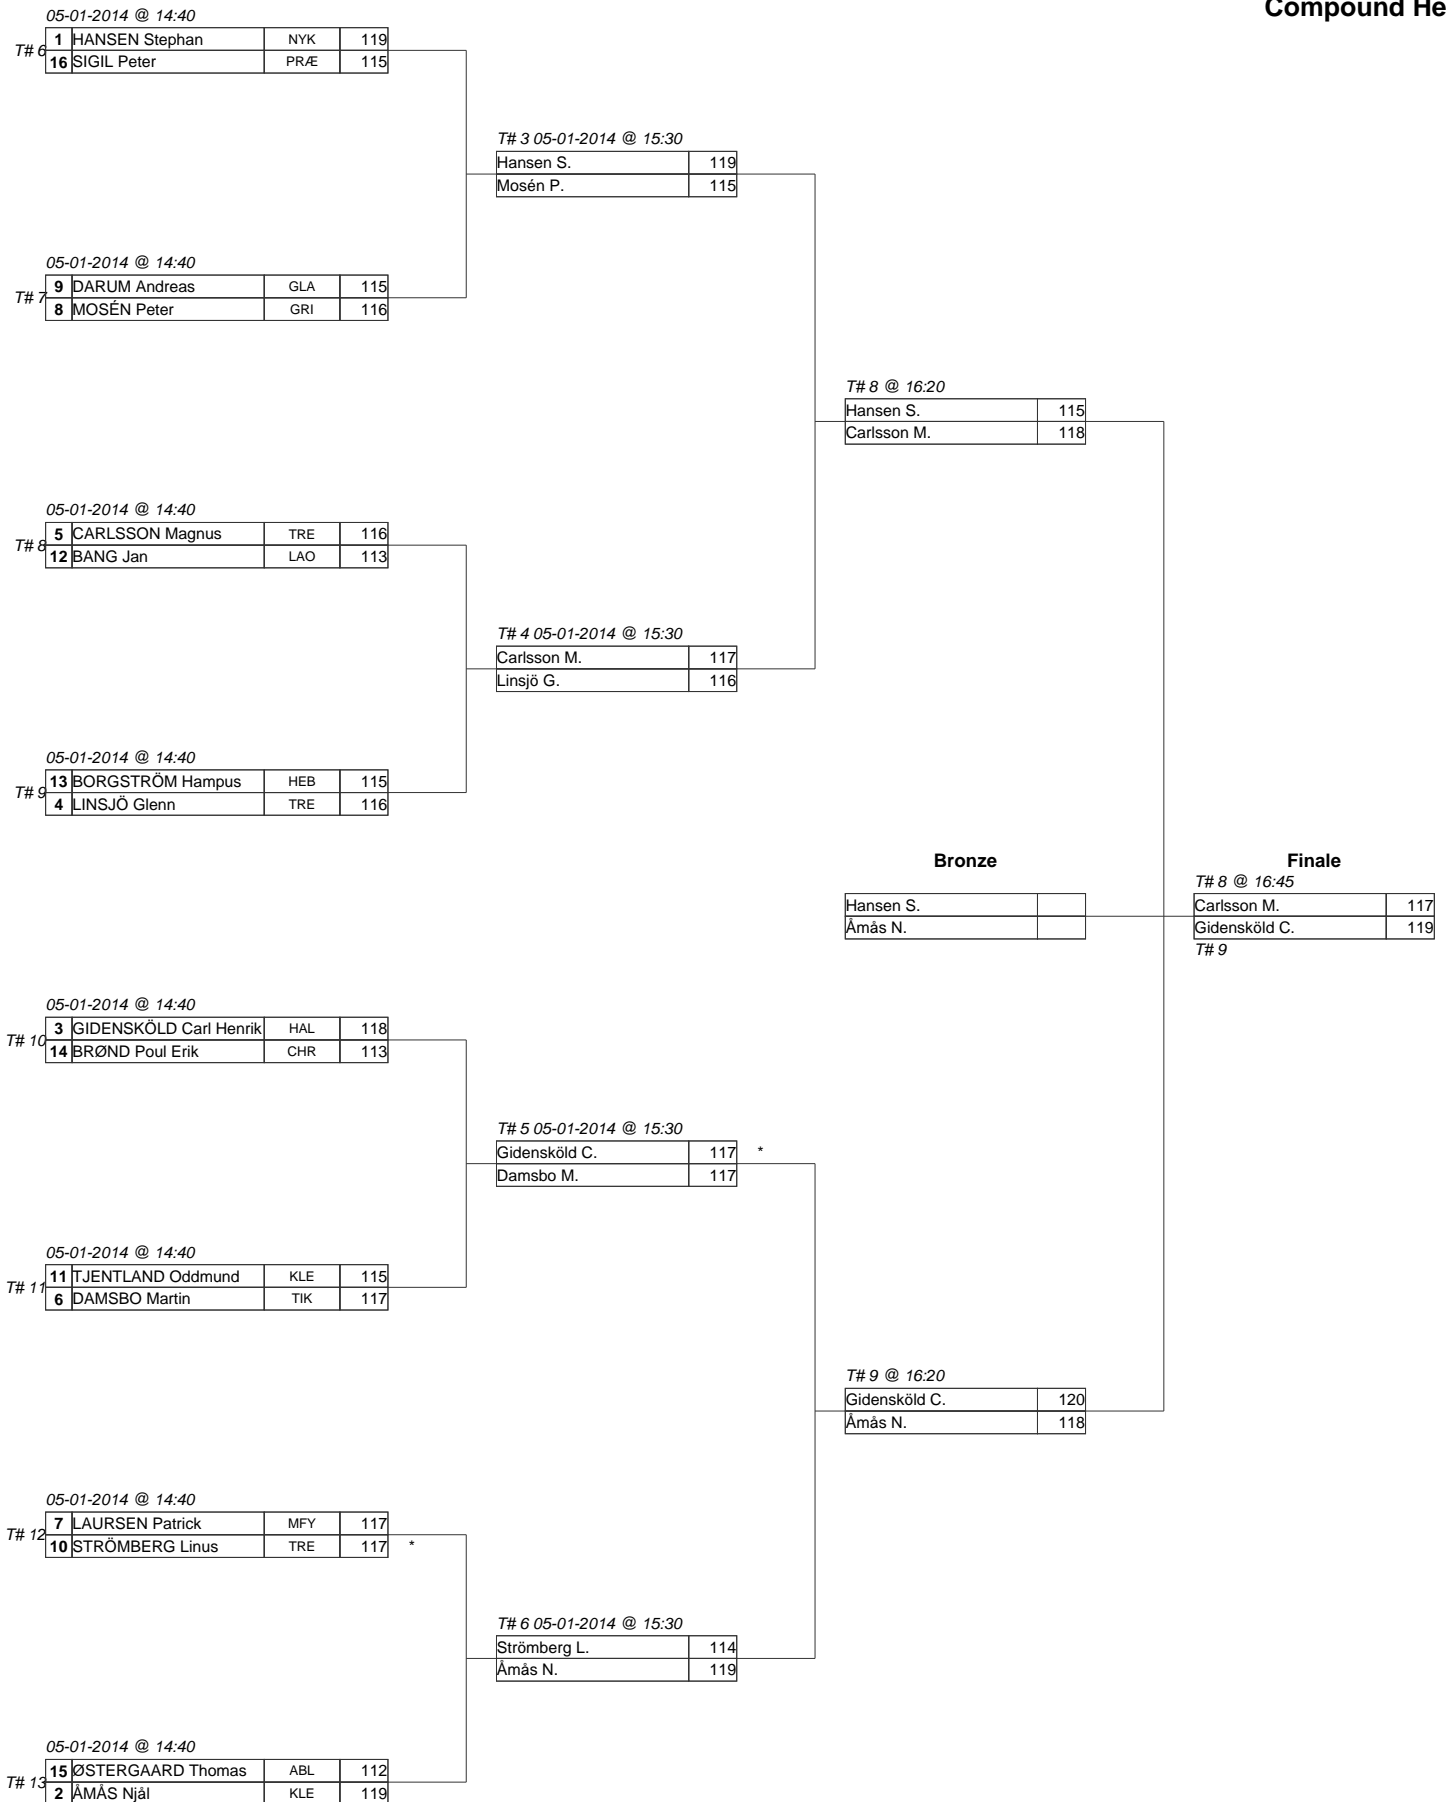 Compound He
05-01-2014 @ 14:40
T# 6
1 HANSEN Stephan NYK 119
16 SIGIL Peter PRÆ 115
T# 3 05-01-2014 @ 15:30
Hansen S. 119
Mosén P. 115
05-01-2014 @ 14:40
T# 7
9 DARUM Andreas GLA 115
8 MOSÉN Peter GRI 116
T# 8 @ 16:20
Hansen S. 115
Carlsson M. 118
05-01-2014 @ 14:40
T# 8
5 CARLSSON Magnus TRE 116
12 BANG Jan LAO 113
T# 4 05-01-2014 @ 15:30
Carlsson M. 117
Linsjö G. 116
05-01-2014 @ 14:40
T# 9
13 BORGSTRÖM Hampus HEB 115
4 LINSJÖ Glenn TRE 116
Bronze
Hansen S.
Åmås N.
Finale
T# 8 @ 16:45
Carlsson M. 117
Gidensköld C. 119
T# 9
05-01-2014 @ 14:40
T# 10
3 GIDENSKÖLD Carl Henrik HAL 118
14 BRØND Poul Erik CHR 113
T# 5 05-01-2014 @ 15:30
Gidensköld C. 117 *
Damsbo M. 117
05-01-2014 @ 14:40
T# 11
11 TJENTLAND Oddmund KLE 115
6 DAMSBO Martin TIK 117
T# 9 @ 16:20
Gidensköld C. 120
Åmås N. 118
05-01-2014 @ 14:40
T# 12
7 LAURSEN Patrick MFY 117
10 STRÖMBERG Linus TRE 117 *
T# 6 05-01-2014 @ 15:30
Strömberg L. 114
Åmås N. 119
05-01-2014 @ 14:40
T# 13
15 ØSTERGAARD Thomas ABL 112
2 ÅMÅS Njål KLE 119